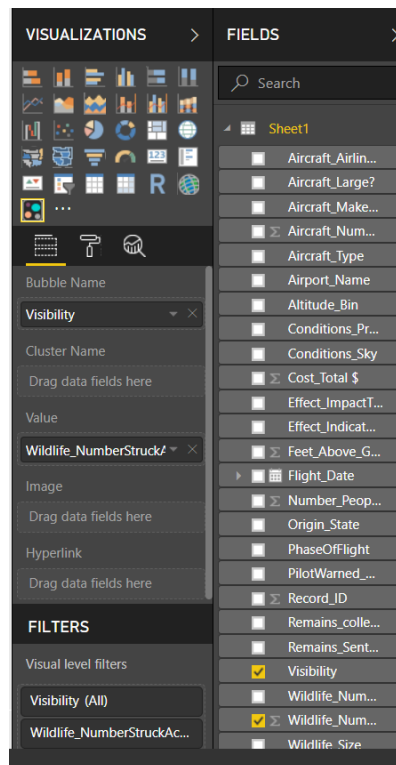 VISUALIZATIONS >
FIELDS >
Search
123
R
...
Bubble Name
Visibility
Cluster Name
Drag data fields here
Value
Wildlife_NumberStruckA
Image
Drag data fields here
Hyperlink
Drag data fields here
FILTERS
Visual level filters
Visibility (All)
Wildlife_NumberStruckAc...
Sheet1
Aircraft_Airlin...
Aircraft_Large?
Aircraft_Make...
Σ Aircraft_Num...
Aircraft_Type
Airport_Name
Altitude_Bin
Conditions_Pr...
Conditions_Sky
Σ Cost_Total $
Effect_ImpactT...
Effect_Indicat...
Σ Feet_Above_G...
Flight_Date
Σ Number_Peop...
Origin_State
PhaseOfFlight
PilotWarned_...
Σ Record_ID
Remains_colle...
Remains_Sent...
Visibility
Wildlife_Num...
Σ Wildlife_Num...
Wildlife_Size